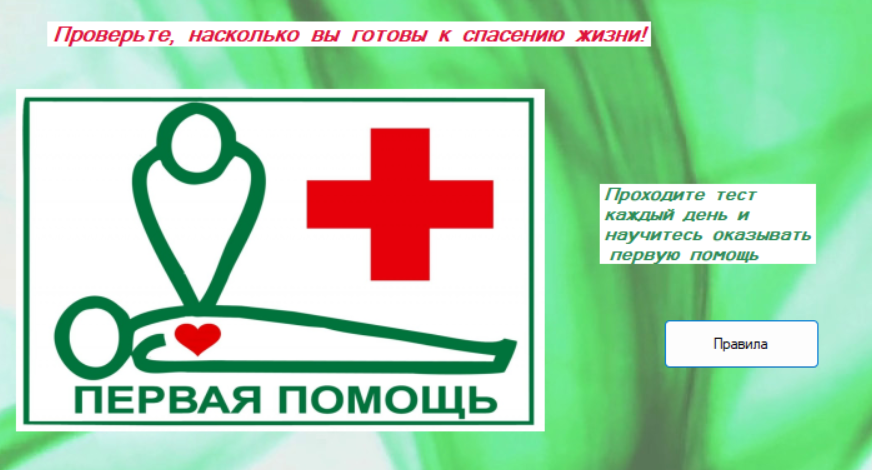 Проверьте, насколько вы готовы к спасению жизни!
Проходите тест
каждый день и
научитесь оказывать
первую помощь
Правила
ПЕРВАЯ ПОМОЩЬ